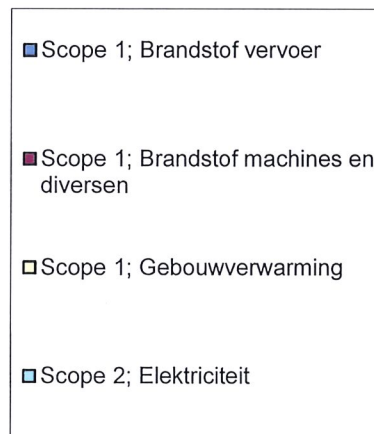 Scope 1; Brandstof vervoer
Scope 1; Brandstof machines en
diversen
Scope 1; Gebouwverwarming
Scope 2; Elektriciteit